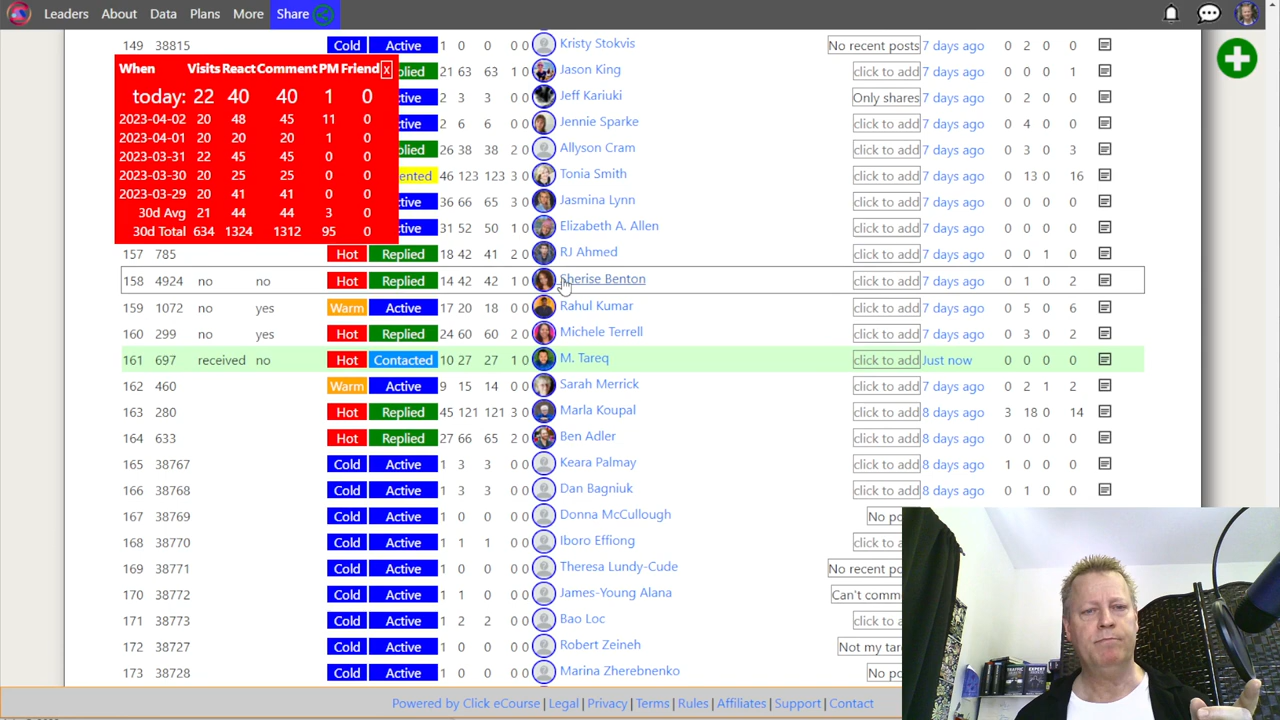 Leaders About Data Plans More Share
149 38815 Cold Active 1 0 0 0 0 Kristy Stokvis No recent posts 7 days ago 0 2 0 0
When Visits React Comment PM Friend x
today: 22 40 40 1 0
2023-04-02 20 48 45 11 0
2023-04-01 20 20 20 1 0
2023-03-31 22 45 45 0 0
2023-03-30 20 25 25 0 0
2023-03-29 20 41 41 0 0
30d Avg 21 44 44 3 0
30d Total 634 1324 1312 95 0
plied 21 63 63 1 0 Jason King click to add 7 days ago 0 0 0 1
ctive 2 3 3 0 0 Jeff Kariuki Only shares 7 days ago 0 2 0 0
ctive 2 6 6 0 0 Jennie Sparke click to add 7 days ago 0 4 0 0
plied 26 38 38 2 0 Allyson Cram click to add 7 days ago 0 3 0 3
ented 46 123 123 3 0 Tonia Smith click to add 7 days ago 0 13 0 16
ctive 36 66 65 3 0 Jasmina Lynn click to add 7 days ago 0 0 0 0
ctive 31 52 50 1 0 Elizabeth A. Allen click to add 7 days ago 0 0 0 0
157 785 Hot Replied 18 42 41 2 0 RJ Ahmed click to add 7 days ago 0 0 1 0
158 4924 no no Hot Replied 14 42 42 1 0 Sherise Benton click to add 7 days ago 0 1 0 2
159 1072 no yes Warm Active 17 20 18 0 0 Rahul Kumar click to add 7 days ago 0 5 0 6
160 299 no yes Hot Replied 24 60 60 2 0 Michele Terrell click to add 7 days ago 0 3 0 2
161 697 received no Hot Contacted 10 27 27 1 0 M. Tareq click to add Just now 0 0 0 0
162 460 Warm Active 9 15 14 0 0 Sarah Merrick click to add 7 days ago 0 2 1 2
163 280 Hot Replied 45 121 121 3 0 Marla Koupal click to add 8 days ago 3 18 0 14
164 633 Hot Replied 27 66 65 2 0 Ben Adler click to add 8 days ago 0 0 0 0
165 38767 Cold Active 1 3 3 0 0 Keara Palmay click to add 8 days ago 1 0 0 0
166 38768 Cold Active 1 3 3 0 0 Dan Bagniuk click to add 8 days ago 0 1 0 0
167 38769 Cold Active 1 0 0 0 0 Donna McCullough No po
168 38770 Cold Active 1 1 1 0 0 Iboro Effiong click to
169 38771 Cold Active 1 0 0 0 0 Theresa Lundy-Cude No recent
170 38772 Cold Active 1 1 0 0 0 James-Young Alana Can't comm
171 38773 Cold Active 1 2 2 0 0 Bao Loc click to
172 38727 Cold Active 1 0 0 0 0 Robert Zeineh Not my tar
173 38728 Cold Active 1 0 0 0 0 Marina Zherebnenko No po
TRAFFIC EXPERT
Powered by Click eCourse | Legal | Privacy | Terms | Rules | Affiliates | Support | Contact